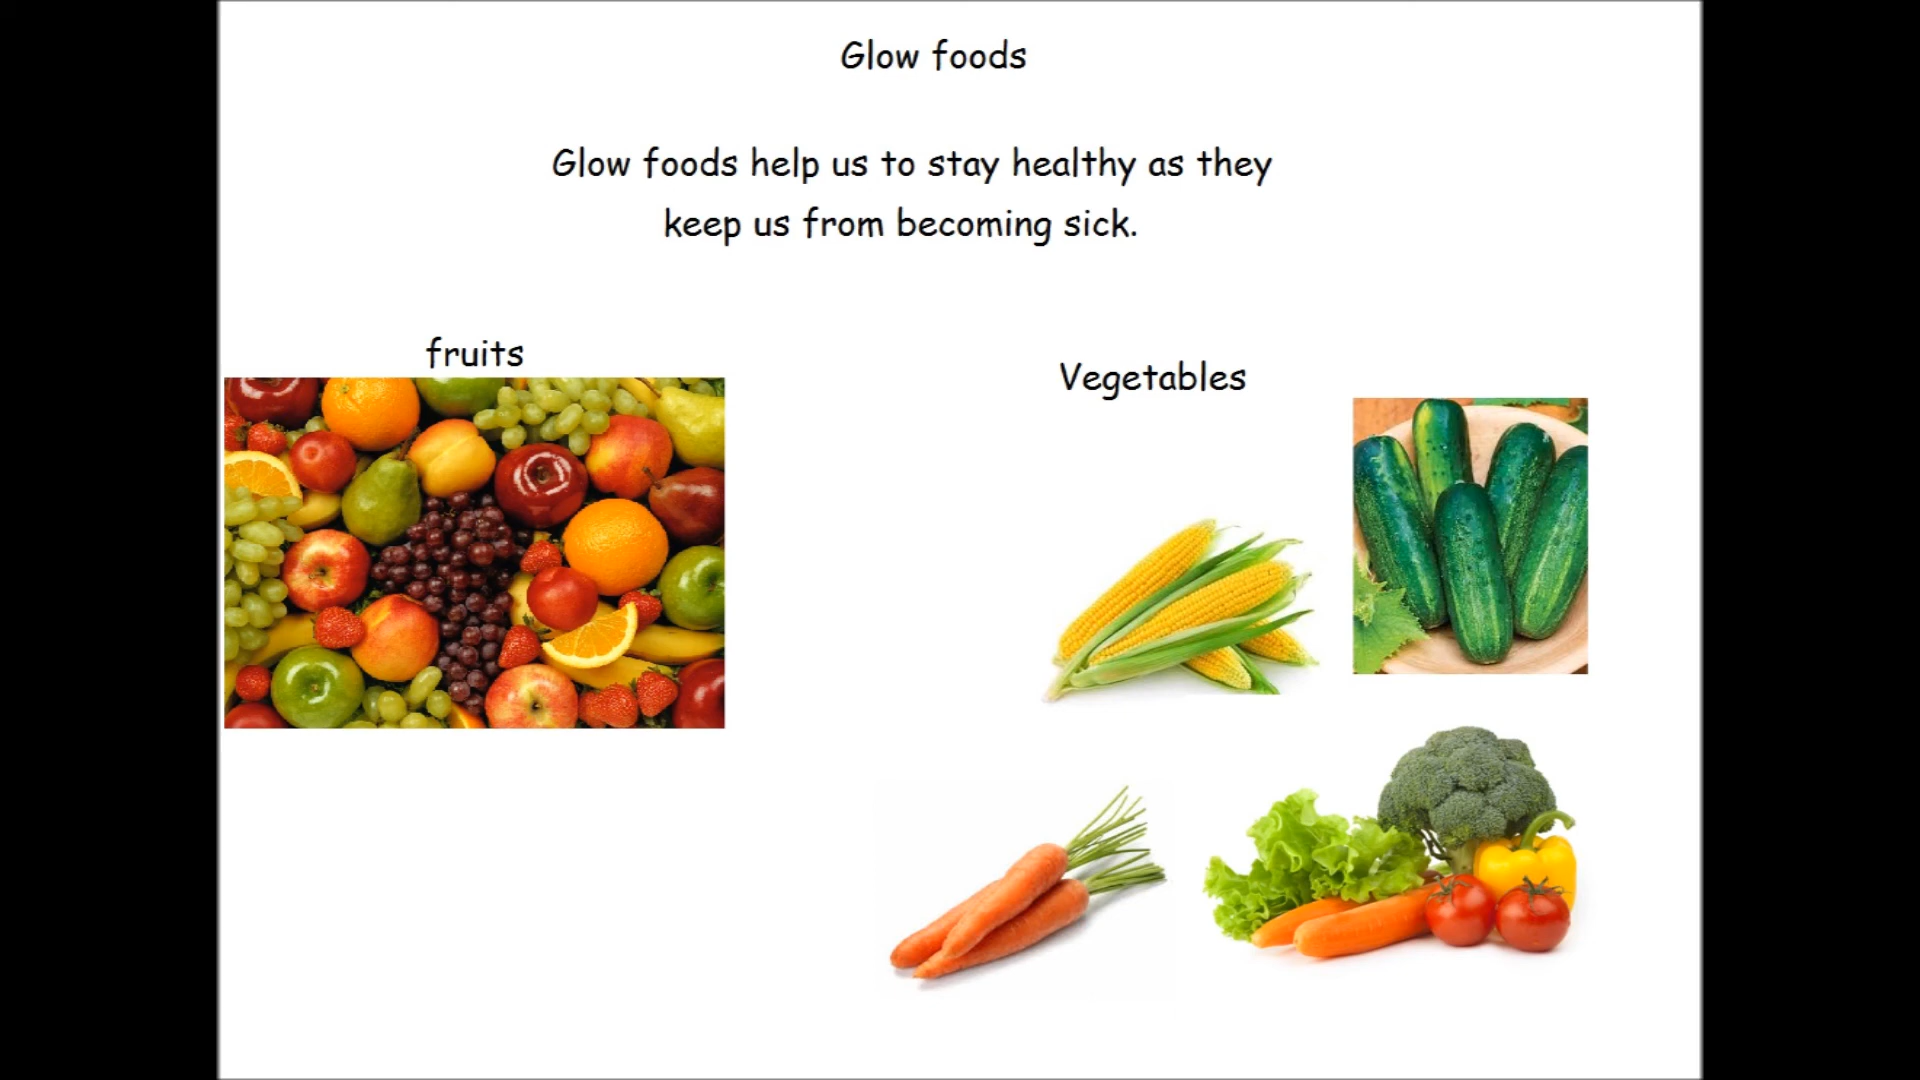 Glow foods
Glow foods help us to stay healthy as they
keep us from becoming sick.
fruits
Vegetables